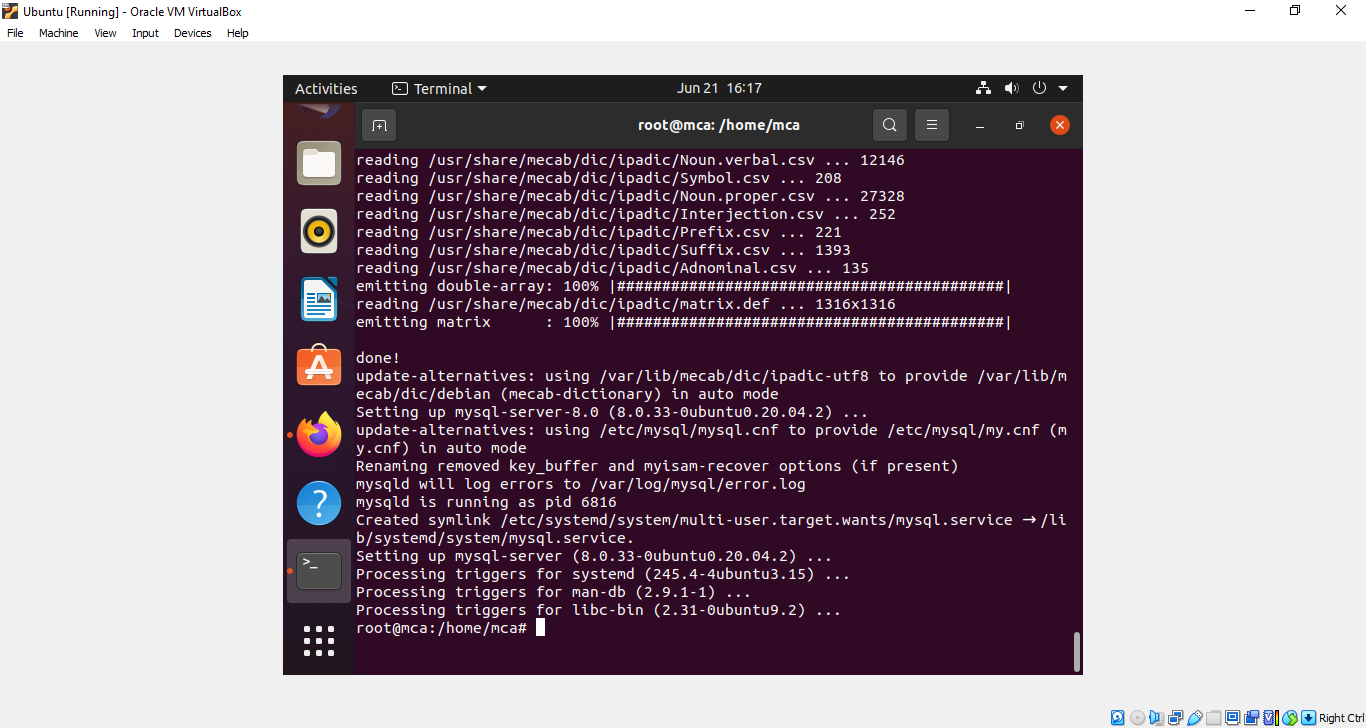 Ubuntu [Running] - Oracle VM VirtualBox
File Machine View Input Devices Help
Activities Terminal Jun 21 16:17
root@mca: /home/mca
reading /usr/share/mecab/dic/ipadic/Noun.verbal.csv ... 12146
reading /usr/share/mecab/dic/ipadic/Symbol.csv ... 208
reading /usr/share/mecab/dic/ipadic/Noun.proper.csv ... 27328
reading /usr/share/mecab/dic/ipadic/Interjection.csv ... 252
reading /usr/share/mecab/dic/ipadic/Prefix.csv ... 221
reading /usr/share/mecab/dic/ipadic/Suffix.csv ... 1393
reading /usr/share/mecab/dic/ipadic/Adnominal.csv ... 135
emitting double-array: 100% |###########################################|
reading /usr/share/mecab/dic/ipadic/matrix.def ... 1316x1316
emitting matrix      : 100% |###########################################|
done!
update-alternatives: using /var/lib/mecab/dic/ipadic-utf8 to provide /var/lib/m
ecab/dic/debian (mecab-dictionary) in auto mode
Setting up mysql-server-8.0 (8.0.33-0ubuntu0.20.04.2) ...
update-alternatives: using /etc/mysql/mysql.cnf to provide /etc/mysql/my.cnf (m
y.cnf) in auto mode
Renaming removed key_buffer and myisam-recover options (if present)
mysqld will log errors to /var/log/mysql/error.log
mysqld is running as pid 6816
Created symlink /etc/systemd/system/multi-user.target.wants/mysql.service → /li
b/systemd/system/mysql.service.
Setting up mysql-server (8.0.33-0ubuntu0.20.04.2) ...
Processing triggers for systemd (245.4-4ubuntu3.15) ...
Processing triggers for man-db (2.9.1-1) ...
Processing triggers for libc-bin (2.31-0ubuntu9.2) ...
root@mca:/home/mca#
Right Ctrl